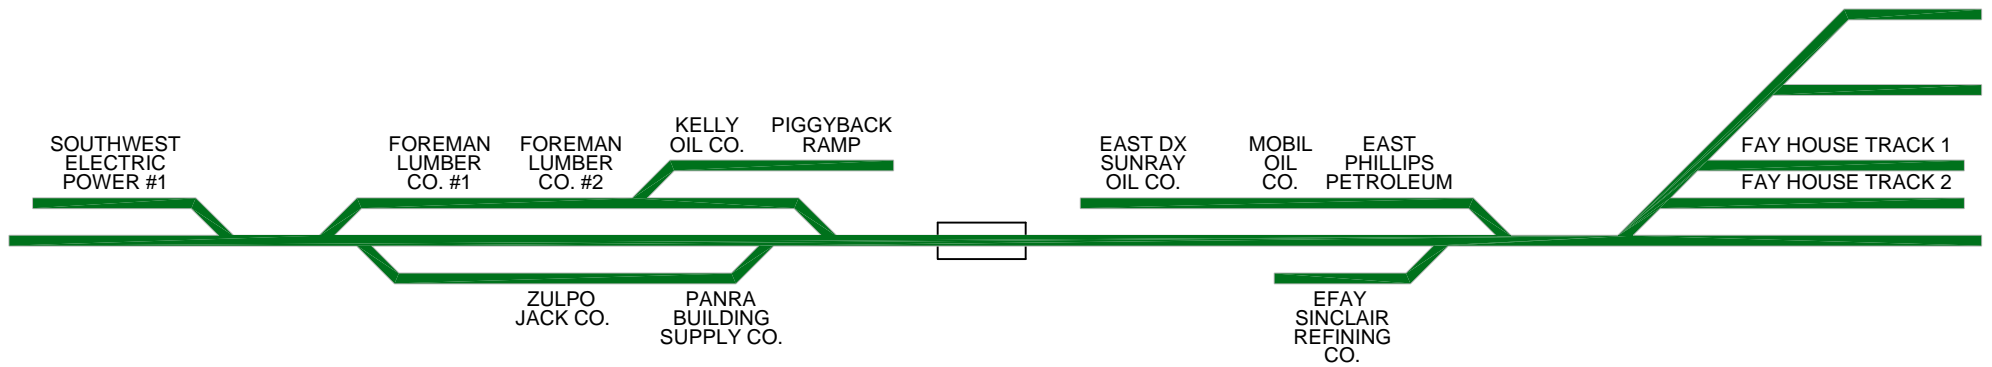 SOUTHWEST
ELECTRIC
POWER #1
FOREMAN
LUMBER
CO. #1
FOREMAN
LUMBER
CO. #2
KELLY
OIL CO.
PIGGYBACK
RAMP
EAST DX
SUNRAY
OIL CO.
MOBIL
OIL
CO.
EAST
PHILLIPS
PETROLEUM
FAY HOUSE TRACK 1
FAY HOUSE TRACK 2
ZULPO
JACK CO.
PANRA
BUILDING
SUPPLY CO.
EFAY
SINCLAIR
REFINING
CO.